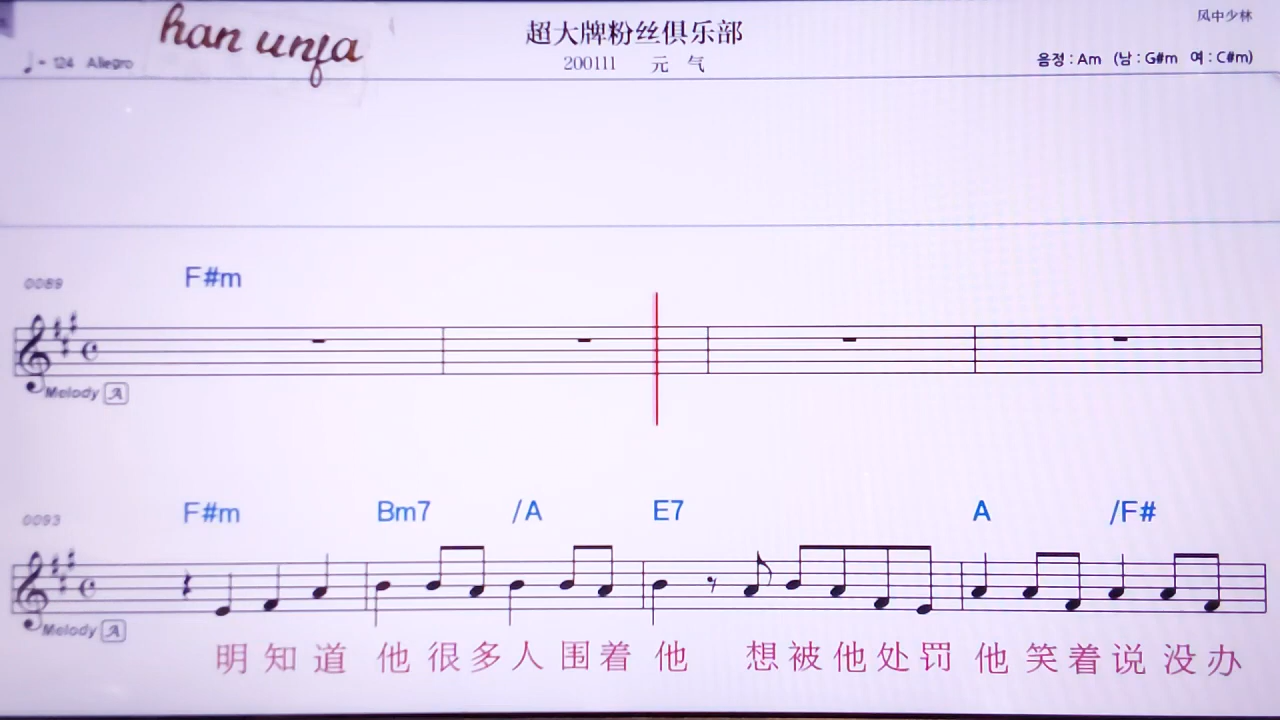 han unfa
超大牌粉丝俱乐部
风中少林
♩= 124 Allegro
200111 元 气
음정 : Am (남 : G#m 여 : C#m)
0089
F#m
Melody A
0093
F#m Bm7 /A E7 A /F#
Melody A
明 知 道 他 很 多 人 围 着 他 想 被 他 处 罚 他 笑 着 说 没 办